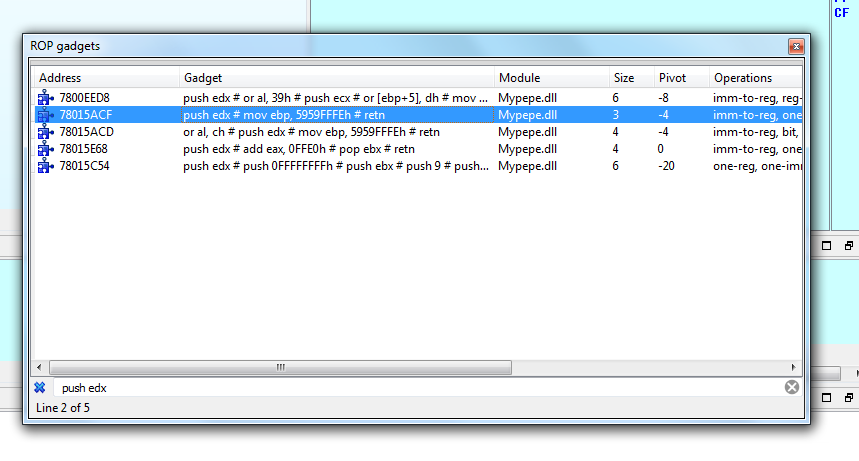 CF
ROP gadgets
Address Gadget Module Size Pivot Operations
7800EED8 push edx # or al, 39h # push ecx # or [ebp+5], dh # mov ... Mypepe.dll 6 -8 imm-to-reg, reg-
78015ACF push edx # mov ebp, 5959FFFEh # retn Mypepe.dll 3 -4 imm-to-reg, one
78015ACD or al, ch # push edx # mov ebp, 5959FFFEh # retn Mypepe.dll 4 -4 imm-to-reg, bit,
78015E68 push edx # add eax, 0FFE0h # pop ebx # retn Mypepe.dll 4 0 imm-to-reg, one
78015C54 push edx # push 0FFFFFFFFh # push ebx # push 9 # push... Mypepe.dll 6 -20 one-reg, one-imm
push edx
Line 2 of 5